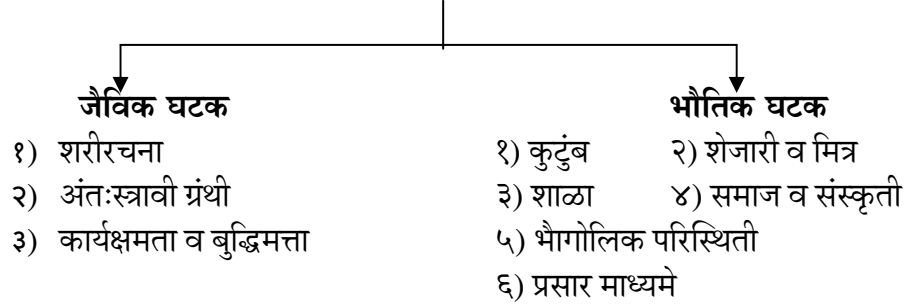 जैविक घटक
१) शरीरचना
२) अंतःस्त्रावी ग्रंथी
३) कार्यक्षमता व बुद्धिमत्ता
भौतिक घटक
१) कुटुंब २) शेजारी व मित्र
३) शाळा ४) समाज व संस्कृती
५) भौगोलिक परिस्थिती
६) प्रसार माध्यमे